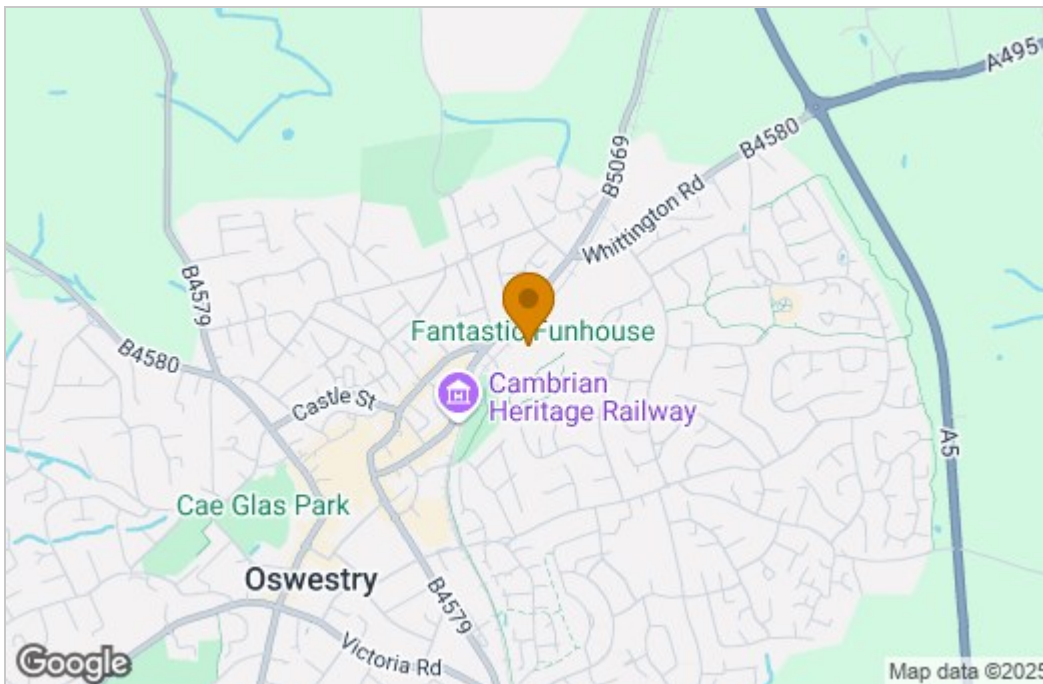 A495
B4580
B5069
Whittington Rd
B4579
Fantastic Funhouse
B4580
Cambrian
Heritage Railway
Castle St
A5
Cae Glas Park
Oswestry
B4579
Victoria Rd
Google
Map data ©2025